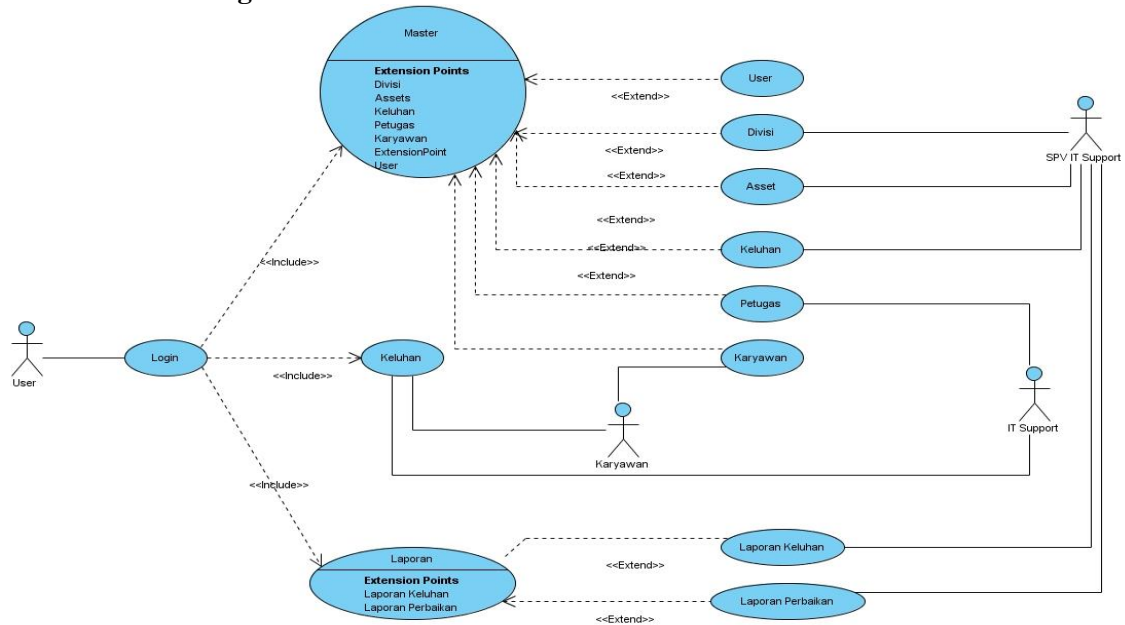 Master
Extension Points
Divisi
Assets
Keluhan
Petugas
Karyawan
ExtensionPoint
User
User
<<Extend>>
Divisi
<<Extend>>
SPV IT Support
Asset
<<Extend>>
<<Extend>>
Keluhan
<<Extend>>
<<Include>>
<<Extend>>
Petugas
Login
Keluhan
Karyawan
<<Include>>
User
IT Support
Karyawan
<<Include>>
Laporan
Extension Points
Laporan Keluhan
Laporan Perbaikan
Laporan Keluhan
<<Extend>>
Laporan Perbaikan
<<Extend>>